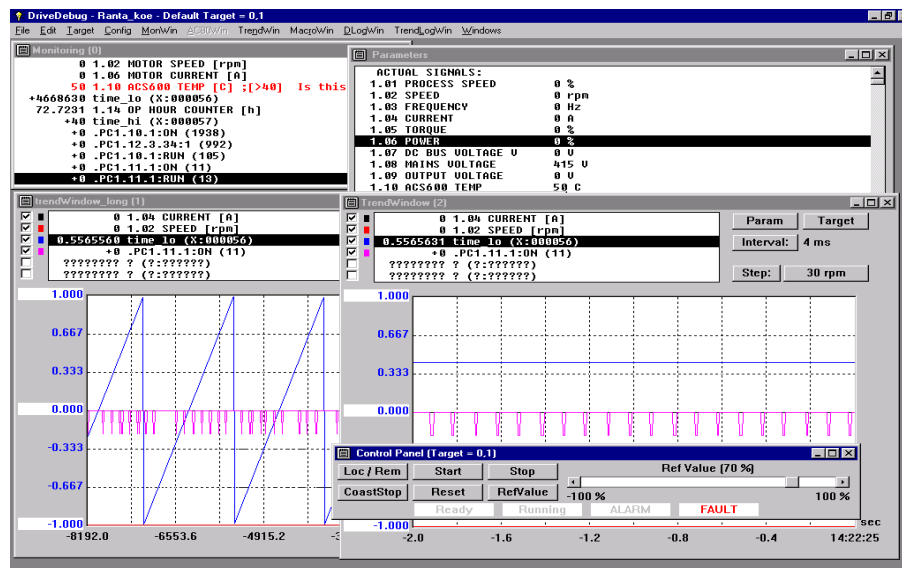 DriveDebug - Ranta_koe - Default Target = 0,1
File Edit Target Config MonWin AC80Win TrendWin MacroWin DLogWin TrendLogWin Windows
Monitoring (0)
0 1.02 MOTOR SPEED [rpm]
0 1.06 MOTOR CURRENT [A]
50 1.10 ACS600 TEMP [C] ;[>40] Is this
+4668630 time_lo (X:000056)
72.7231 1.14 OP HOUR COUNTER [h]
+40 time_hi (X:000057)
+0 .PC1.10.1:ON (1938)
+0 .PC1.12.3.34:1 (992)
+0 .PC1.10.1:RUN (105)
+0 .PC1.11.1:ON (11)
+0 .PC1.11.1:RUN (13)
Parameters
ACTUAL SIGNALS:
1.01 PROCESS SPEED 0 %
1.02 SPEED 0 rpm
1.03 FREQUENCY 0 Hz
1.04 CURRENT 0 A
1.05 TORQUE 0 %
1.06 POWER 0 %
1.07 DC BUS VOLTAGE V 0 V
1.08 MAINS VOLTAGE 415 V
1.09 OUTPUT VOLTAGE 0 V
1.10 ACS600 TEMP 50 C
trendWindow_long (1)
0 1.04 CURRENT [A]
0 1.02 SPEED [rpm]
0.5565560 time_lo (X:000056)
+0 .PC1.11.1:ON (11)
???????? ? (?:??????)
???????? ? (?:??????)
1.000
0.667
0.333
0.000
-0.333
-0.667
-1.000
-8192.0 -6553.6 -4915.2
TrendWindow (2)
0 1.04 CURRENT [A]
0 1.02 SPEED [rpm]
0.5565631 time_lo (X:000056)
+0 .PC1.11.1:ON (11)
???????? ? (?:??????)
???????? ? (?:??????)
Param Target
Interval: 4 ms
Step: 30 rpm
1.000
0.667
0.333
0.000
-1.000
sec
-2.0 -1.6 -1.2 -0.8 -0.4 14:22:25
Control Panel (Target = 0,1)
Loc / Rem Start Stop Ref Value (70 %)
CoastStop Reset RefValue -100 % 100 %
Ready Running ALARM FAULT